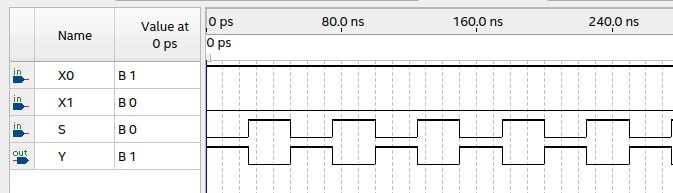 Name Value at 0 ps 0 ps 80.0 ns 160.0 ns 240.0 ns
0 ps
in X0 B 1
in X1 B 0
in S B 0
out Y B 1